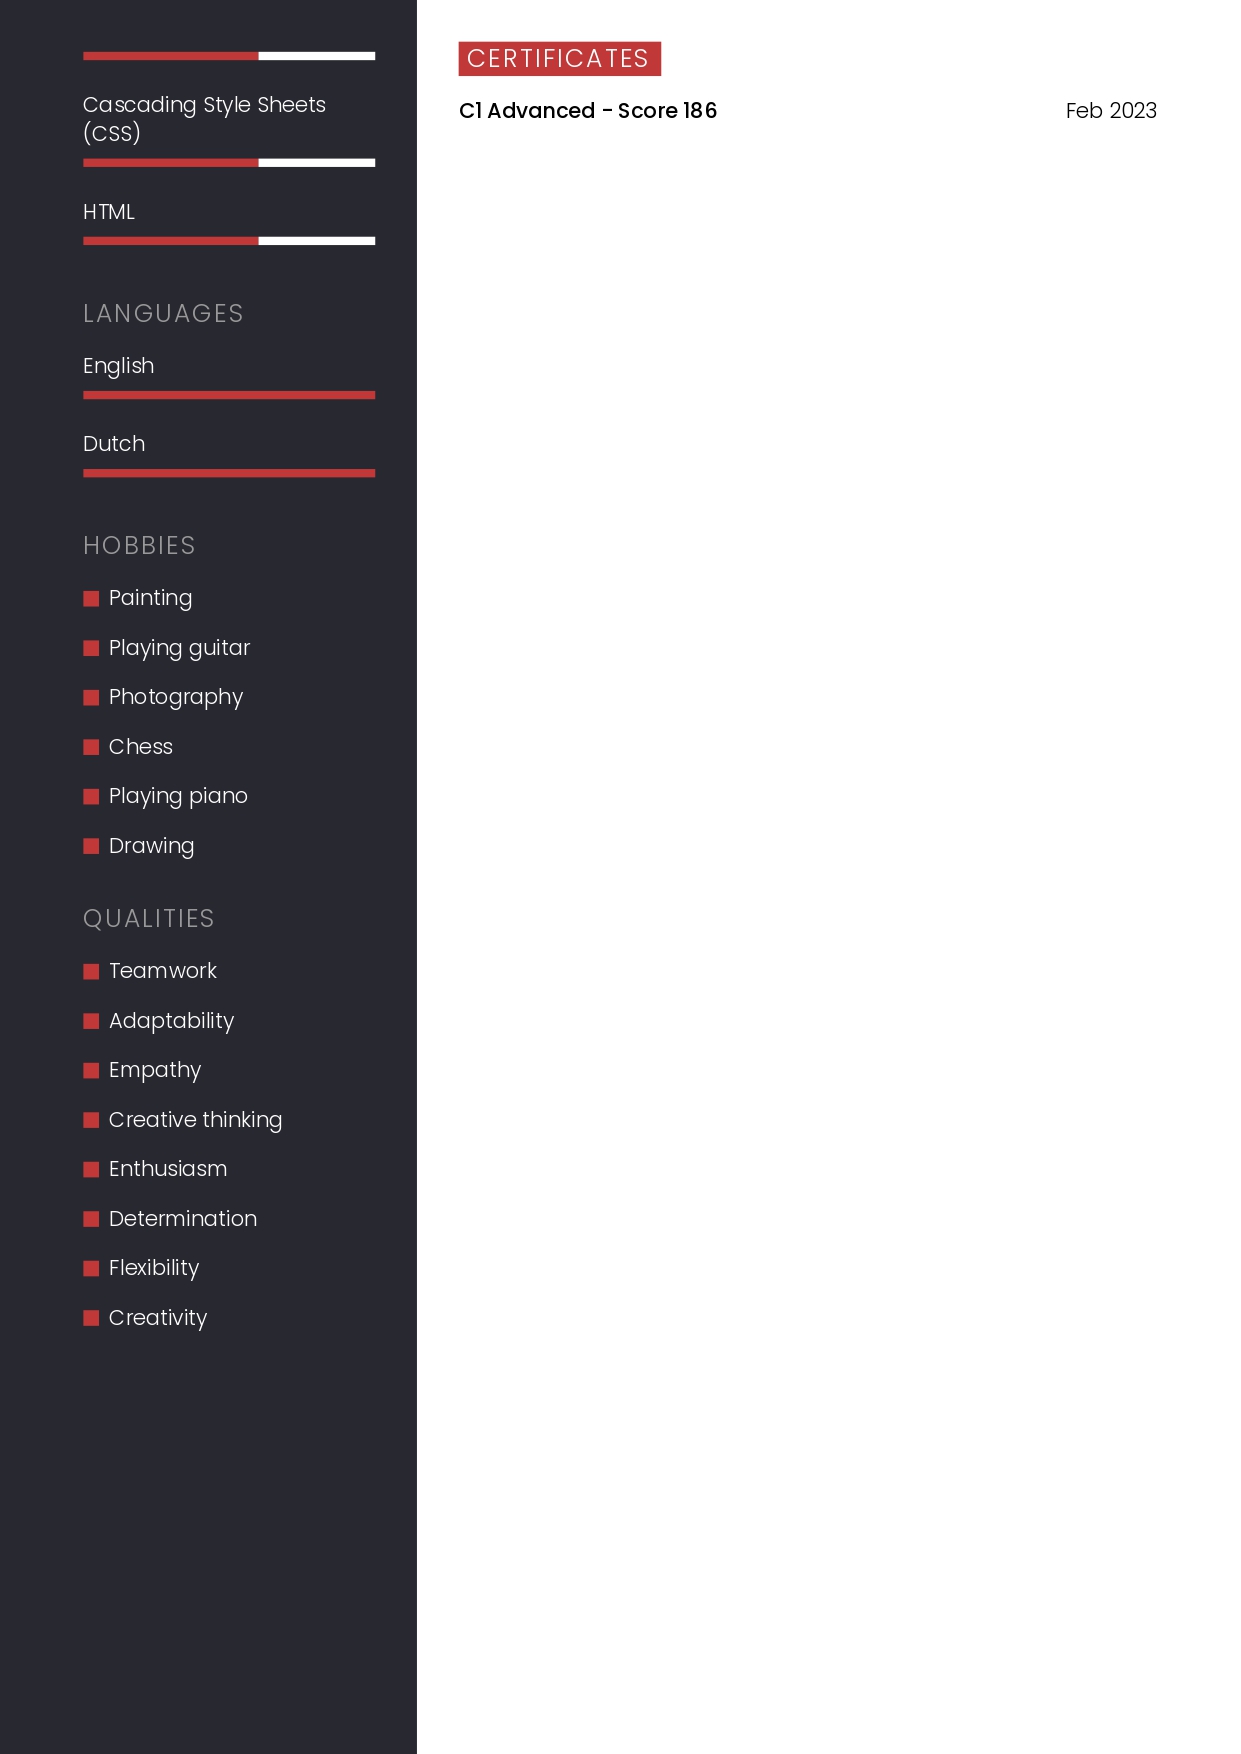 Cascading Style Sheets
(CSS)
HTML
LANGUAGES
English
Dutch
HOBBIES
Painting
Playing guitar
Photography
Chess
Playing piano
Drawing
QUALITIES
Teamwork
Adaptability
Empathy
Creative thinking
Enthusiasm
Determination
Flexibility
Creativity
CERTIFICATES
C1 Advanced - Score 186 Feb 2023